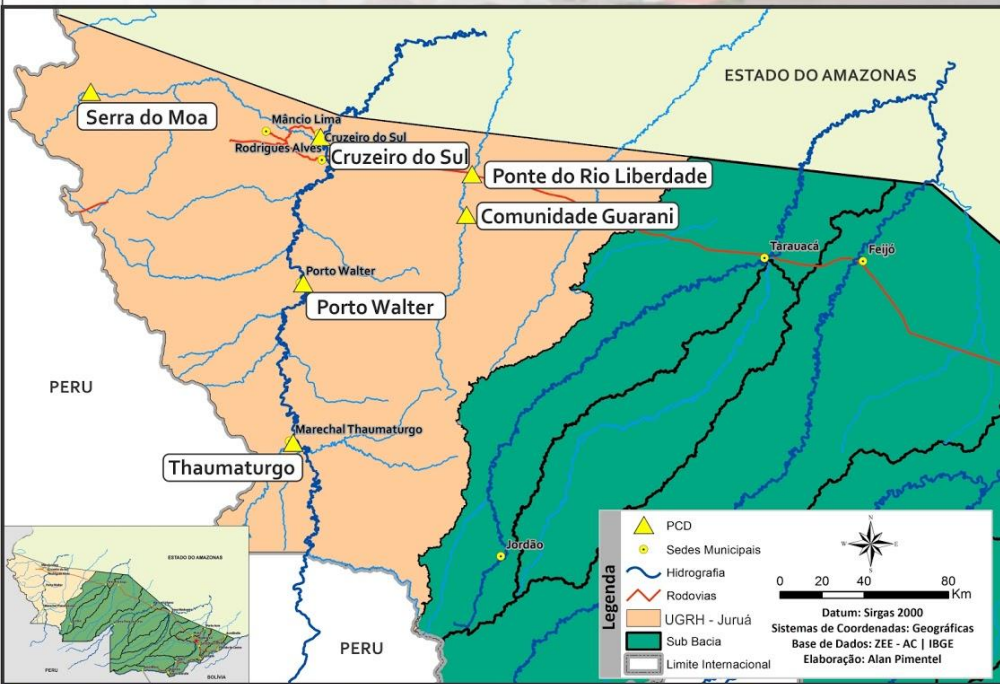 ESTADO DO AMAZONAS
Serra do Moa
Mâncio Lima
Cruzeiro do Sul
Rodrigues Alves
Cruzeiro do Sul
Ponte do Rio Liberdade
Comunidade Guarani
Tarauacá
Feijó
Porto Walter
Porto Walter
PERU
Marechal Thaumaturgo
Thaumaturgo
Jordão
PERU
Legenda
PCD
Sedes Municipais
Hidrografia
Rodovias
UGRH - Juruá
Sub Bacia
Limite Internacional
N
W
E
S
0 20 40 80
Km
Datum: Sirgas 2000
Sistemas de Coordenadas: Geográficas
Base de Dados: ZEE - AC | IBGE
Elaboração: Alan Pimentel
ESTADO DO AMAZONAS
PERU
BOLÍVIA